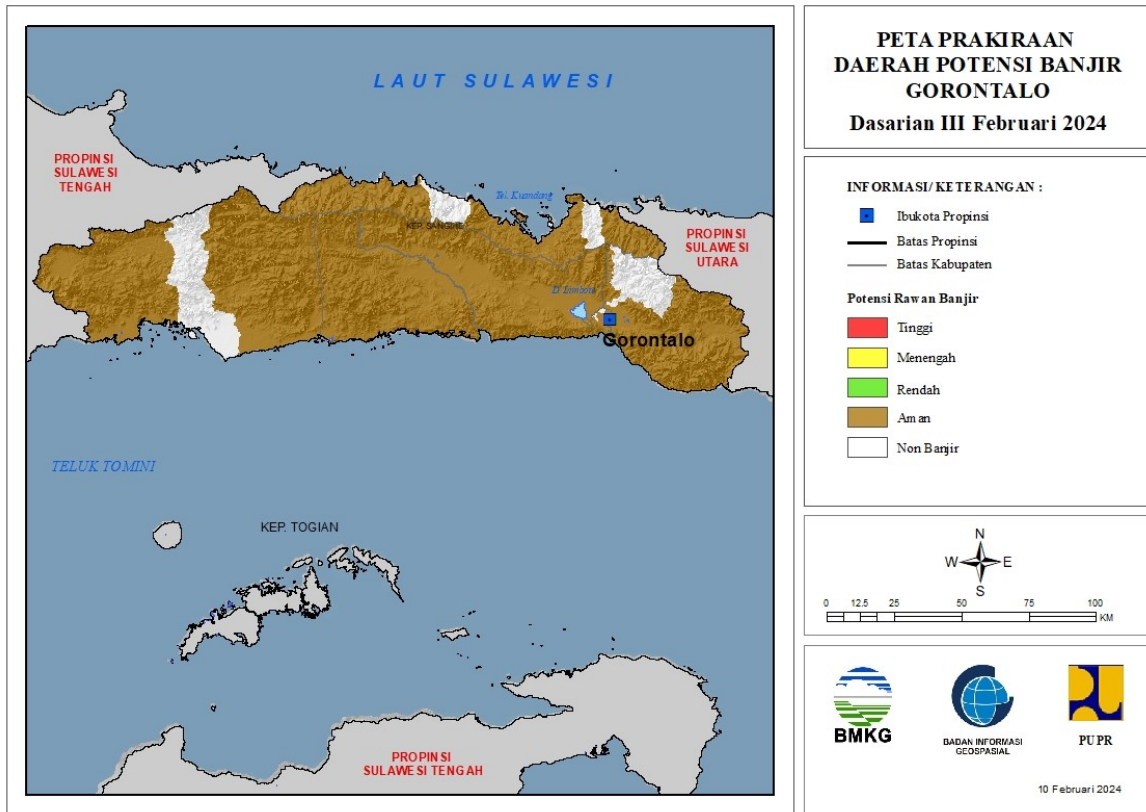 LAUT SULAWESI
PROPINSI
SULAWESI
TENGAH
Tel. Kuandang
KEP. SANGIHE
PROPINSI
SULAWESI
UTARA
D. Limboto
Gorontalo
TELUK TOMINI
KEP. TOGIAN
PROPINSI
SULAWESI TENGAH
PETA PRAKIRAAN
DAERAH POTENSI BANJIR
GORONTALO
Dasarian III Februari 2024
INFORMASI/ KETERANGAN :
Ibukota Propinsi
Batas Propinsi
Batas Kabupaten
Potensi Rawan Banjir
Tinggi
Menengah
Rendah
Aman
Non Banjir
N
W E
S
0 12.5 25 50 75 100
KM
BMKG
BADAN INFORMASI
GEOSPASIAL
PUPR
10 Februari 2024